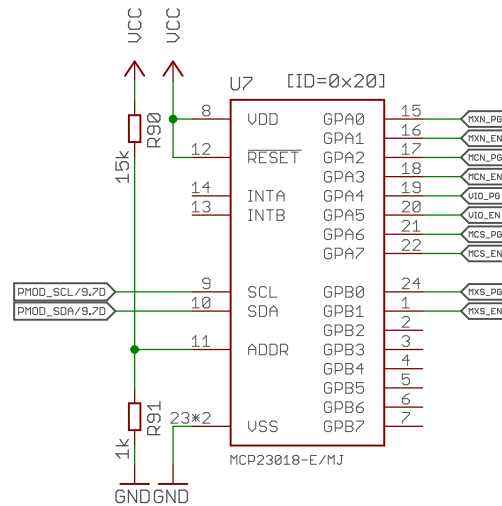 VCC VCC
U7 [ID=0x20]
8 VDD GPA0 15 MXN_PG
GPA1 16 MXN_EN
R90 15k
12 RESET GPA2 17 MCN_PG
GPA3 18 MCN_EN
14 INTA GPA4 19 VIO_PG
13 INTB GPA5 20 VIO_EN
GPA6 21 MCS_PG
GPA7 22 MCS_EN
PMOD_SCL/9.7D 9 SCL GPB0 24 MXS_PG
PMOD_SDA/9.7D 10 SDA GPB1 1 MXS_EN
GPB2 2
11 ADDR GPB3 3
GPB4 4
GPB5 5
R91 1k
GPB6 6
23*2 VSS GPB7 7
MCP23018-E/MJ
GND GND